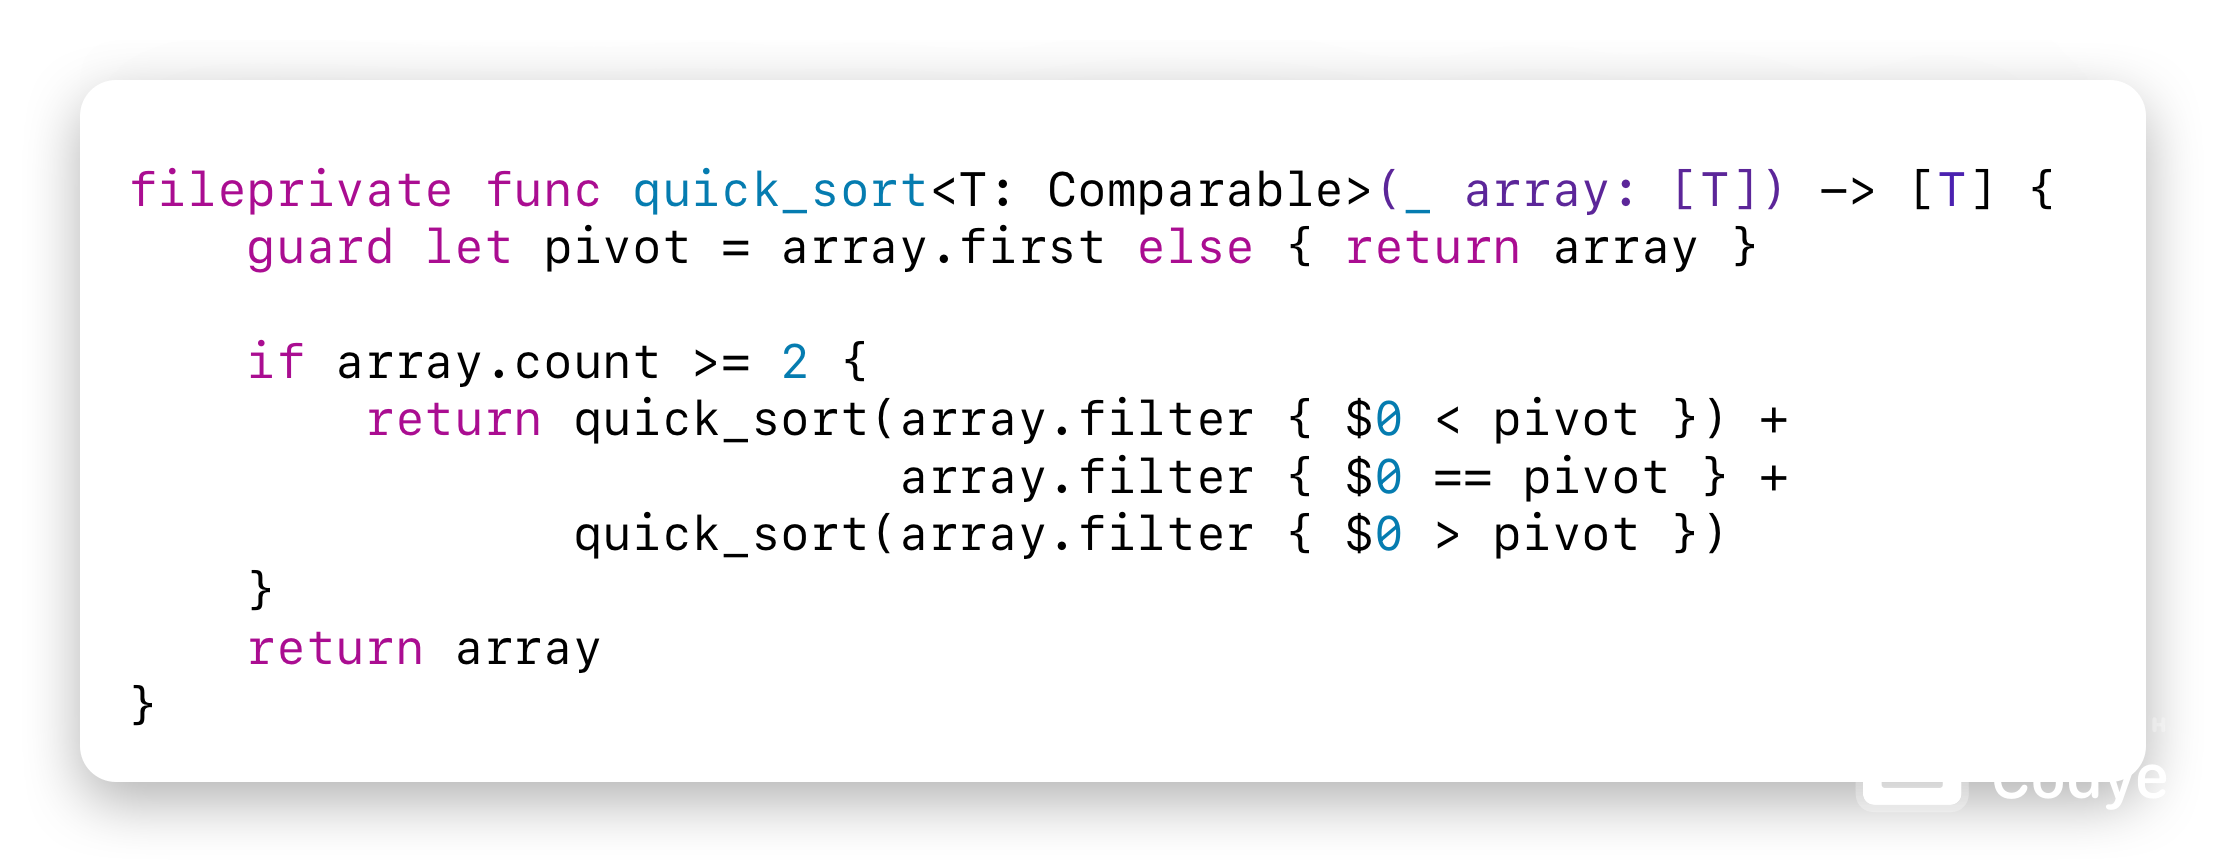 fileprivate func quick_sort<T: Comparable>(_ array: [T]) -> [T] {
    guard let pivot = array.first else { return array }

    if array.count >= 2 {
        return quick_sort(array.filter { $0 < pivot }) +
                          array.filter { $0 == pivot } +
               quick_sort(array.filter { $0 > pivot })
    }
    return array
}
Codye